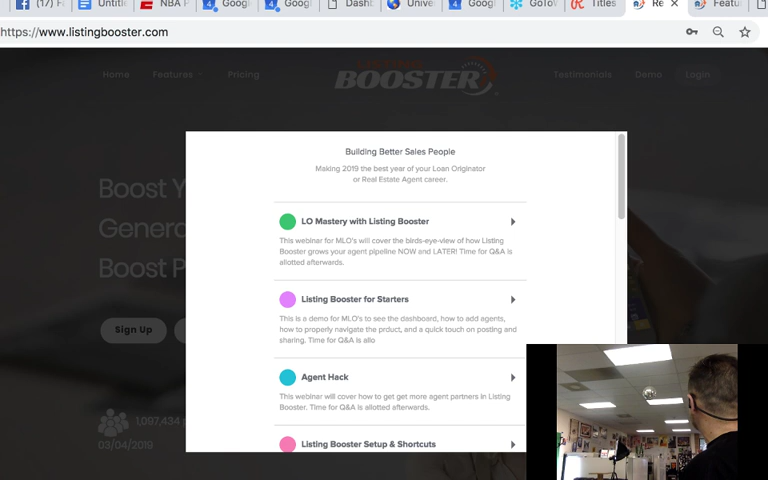 (17) Fa
Untitle
NBA P
Googl
Googl
Dashb
Unive
Googl
GoToW
Titles
Re
Featu
https://www.listingbooster.com
Home Features Pricing
BOOSTER
Testimonials Demo Login
Boost Y
Genera
Boost P
Sign Up
1,097,434 p
03/04/2019
Building Better Sales People
Making 2019 the best year of your Loan Originator
or Real Estate Agent career.
LO Mastery with Listing Booster
This webinar for MLO's will cover the birds-eye-view of how Listing
Booster grows your agent pipeline NOW and LATER! Time for Q&A is
allotted afterwards.
Listing Booster for Starters
This is a demo for MLO's to see the dashboard, how to add agents,
how to properly navigate the prduct, and a quick touch on posting and
sharing. Time for Q&A is allo
Agent Hack
This webinar will cover how to get get more agent partners in Listing
Booster. Time for Q&A is allotted afterwards.
Listing Booster Setup & Shortcuts